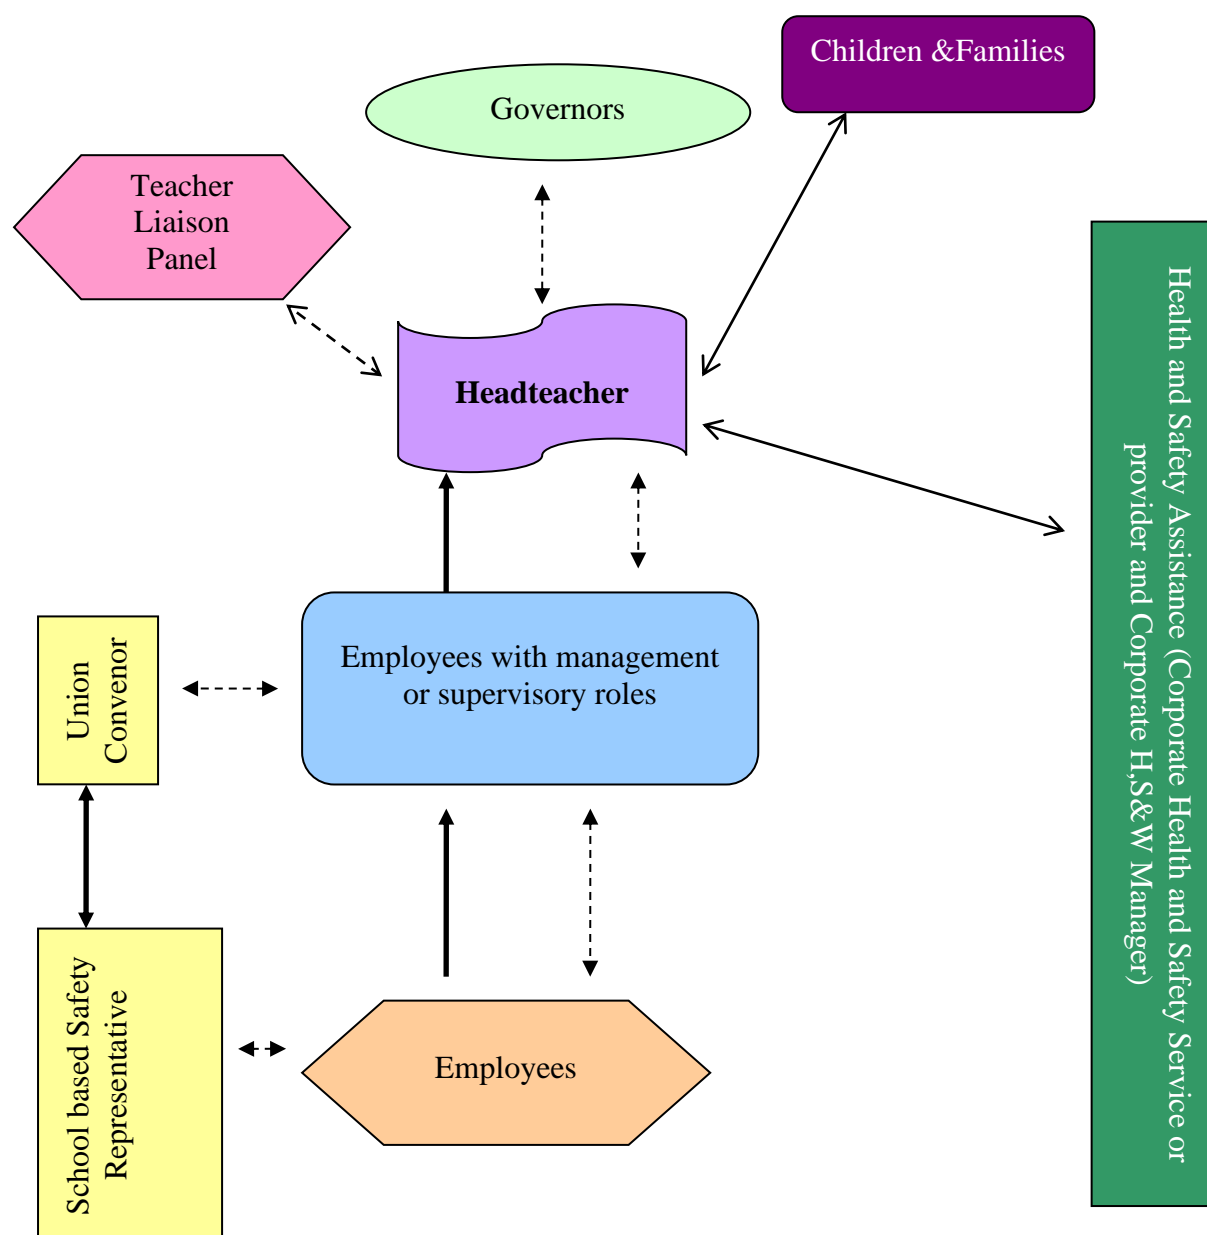 Children &Families
Governors
Teacher
Liaison
Panel
Headteacher
Health and Safety Assistance (Corporate Health and Safety Service or
provider and Corporate H,S&W Manager)
Employees with management
or supervisory roles
Union
Convenor
School based Safety
Representative
Employees